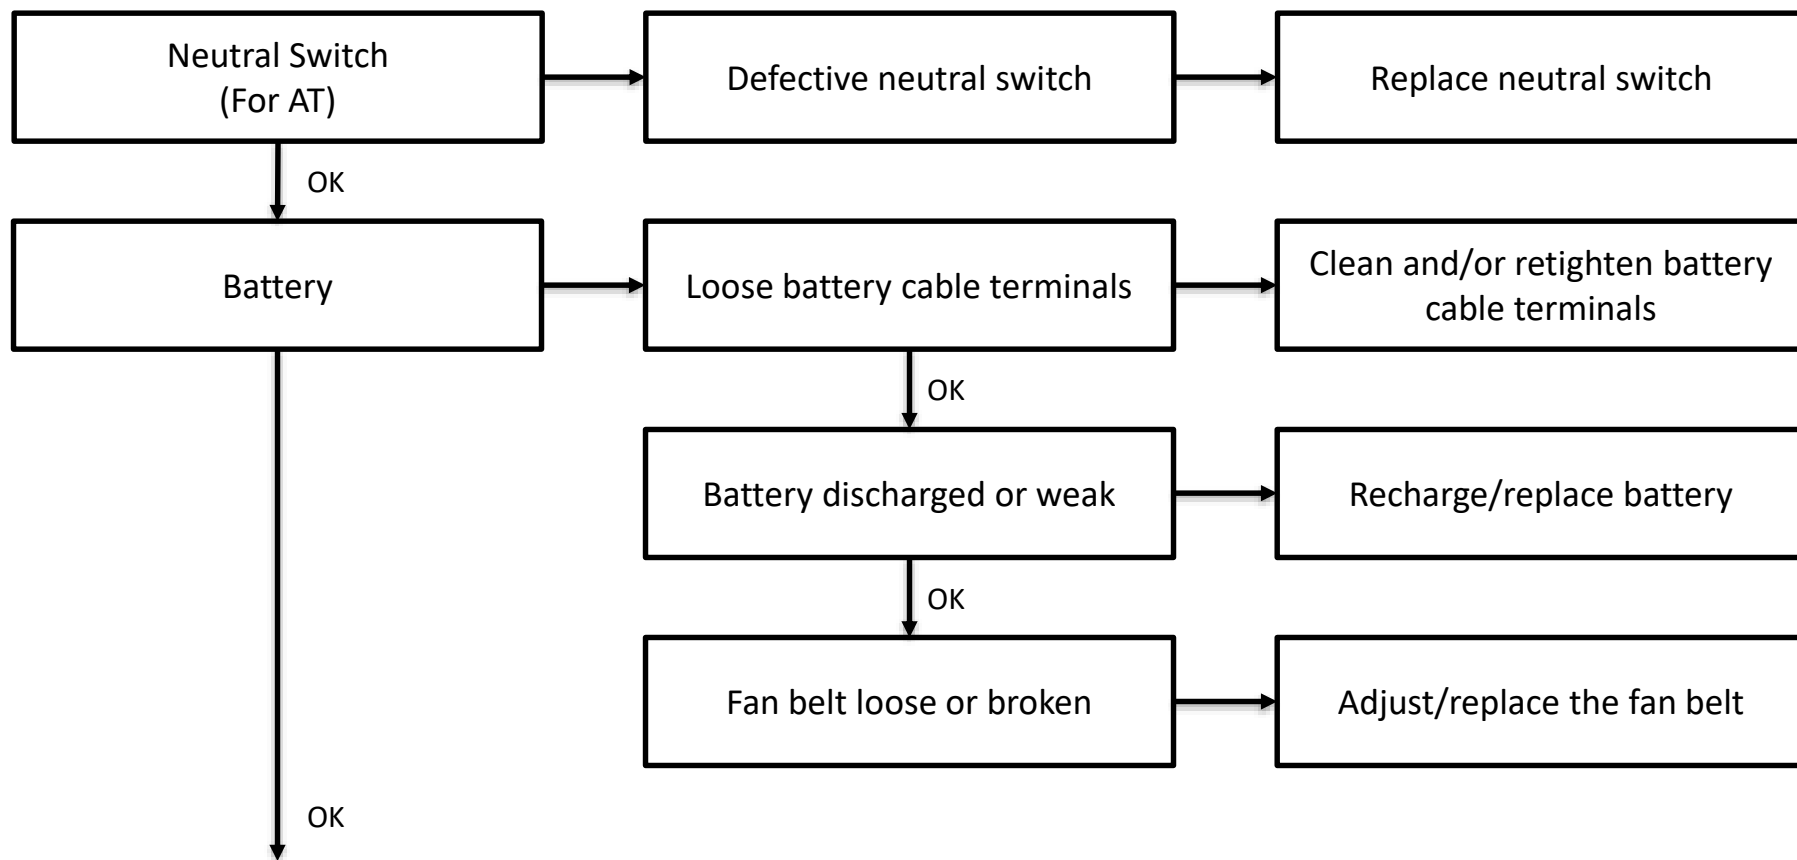 Neutral Switch
(For AT)
Defective neutral switch
Replace neutral switch
OK
Battery
Loose battery cable terminals
Clean and/or retighten battery
cable terminals
OK
Battery discharged or weak
Recharge/replace battery
OK
Fan belt loose or broken
Adjust/replace the fan belt
OK